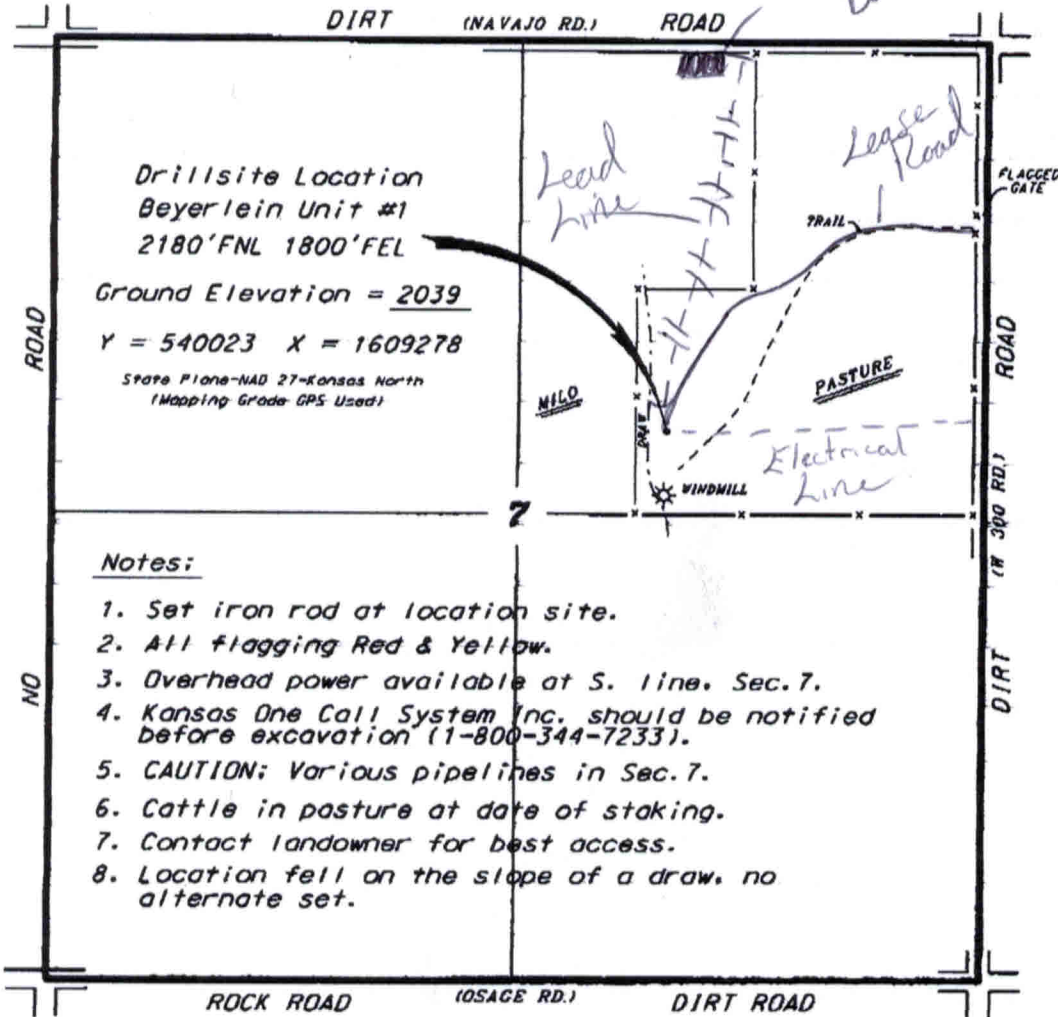 DIRT (NAVAJO RD.) ROAD
Drillsite Location
Beyerlein Unit #1
2180'FNL 1800'FEL
Ground Elevation = 2039
Y = 540023 X = 1609278
State Plane-NAD 27-Kansas North
(Mapping Grade GPS Used)
Lead
Line
Lease
Road
FLAGGED
GATE
TRAIL
MILO
PASTURE
DRAW
Electrical
Line
WINDMILL
7
NO ROAD
DIRT (W 300 RD.) ROAD
Notes:
1. Set iron rod at location site.
2. All flagging Red & Yellow.
3. Overhead power available at S. line. Sec. 7.
4. Kansas One Call System Inc. should be notified
before excavation (1-800-344-7233).
5. CAUTION: Various pipelines in Sec. 7.
6. Cattle in pasture at date of staking.
7. Contact landowner for best access.
8. Location fell on the slope of a draw. no
alternate set.
ROCK ROAD (OSAGE RD.) DIRT ROAD